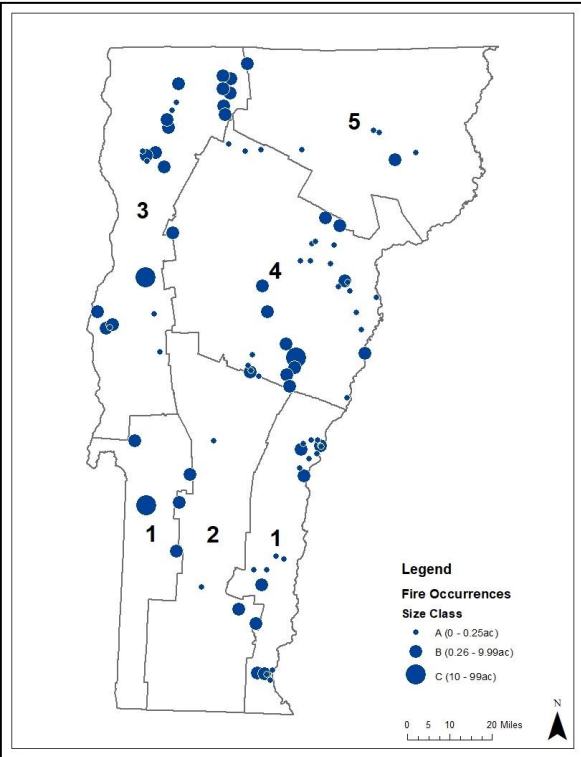 5
3
4
1
2
1
Legend
Fire Occurrences
Size Class
A (0 - 0.25ac)
B (0.26 - 9.99ac)
C (10 - 99ac)
N
0 5 10 20 Miles